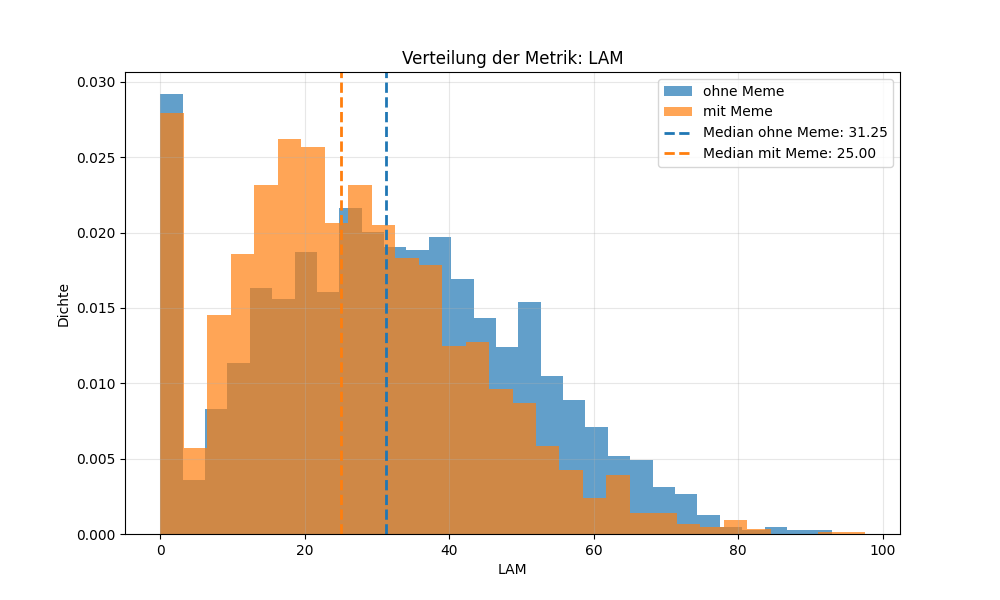 Verteilung der Metrik: LAM
ohne Meme
mit Meme
Median ohne Meme: 31.25
Median mit Meme: 25.00
Dichte
0.030
0.025
0.020
0.015
0.010
0.005
0.000
0 20 40 60 80 100
LAM